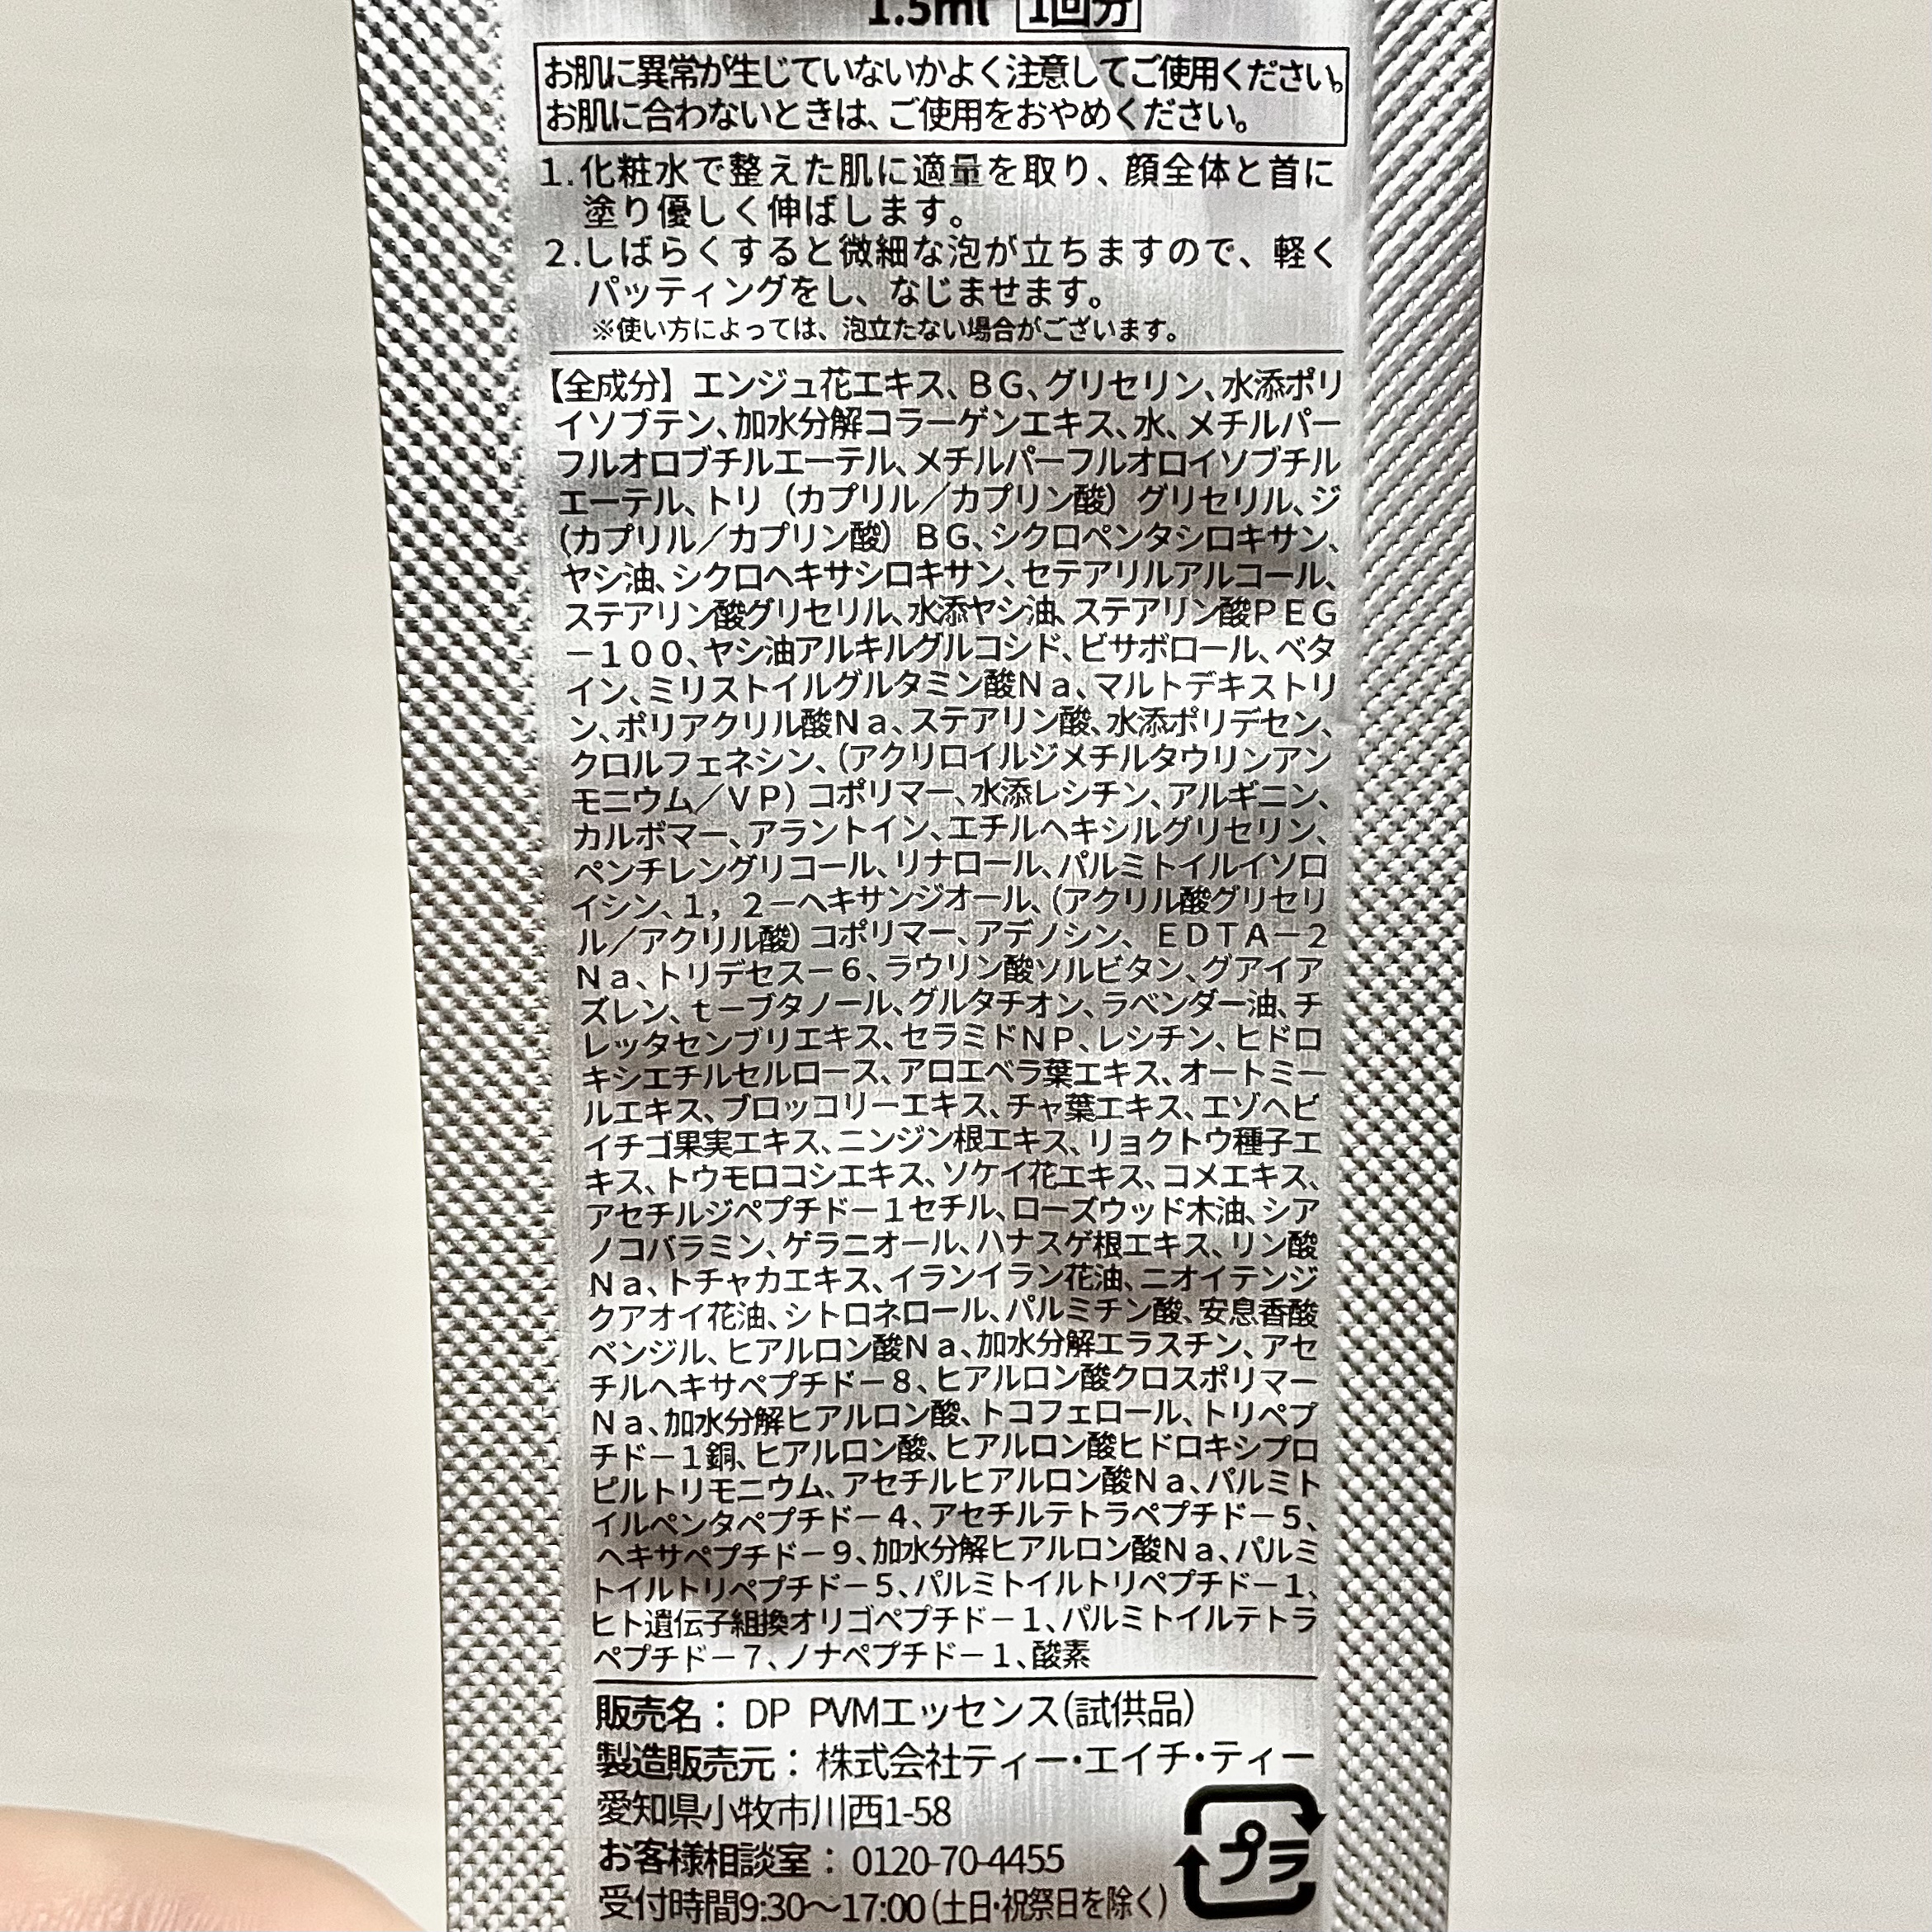 1.5ml 1回分
お肌に異常が生じていないかよく注意してご使用ください。
お肌に合わないときは、ご使用をおやめください。
1.化粧水で整えた肌に適量を取り、顔全体と首に
塗り優しく伸ばします。
2.しばらくすると微細な泡が立ちますので、軽く
パッティングをし、なじませます。
※使い方によっては、泡立たない場合がございます。
【全成分】エンジュ花エキス、BG、グリセリン、水添ポリ
イソブテン、加水分解コラーゲンエキス、水、メチルパー
フルオロブチルエーテル、メチルパーフルオロイソブチル
エーテル、トリ（カプリル／カプリン酸）グリセリル、ジ
（カプリル／カプリン酸）BG、シクロペンタシロキサン、
ヤシ油、シクロヘキサシロキサン、セテアリルアルコール、
ステアリン酸グリセリル、水添ヤシ油、ステアリン酸PEG
－100、ヤシ油アルキルグルコシド、ビサボロール、ベタ
イン、ミリストイルグルタミン酸Na、マルトデキストリ
ン、ポリアクリル酸Na、ステアリン酸、水添ポリデセン、
クロルフェネシン、（アクリロイルジメチルタウリンアン
モニウム／VP）コポリマー、水添レシチン、アルギニン、
カルボマー、アラントイン、エチルヘキシルグリセリン、
ペンチレングリコール、リナロール、パルミトイルイソロ
イシン、1，2－ヘキサンジオール、（アクリル酸グリセリ
ル／アクリル酸）コポリマー、アデノシン、EDTA－2
Na、トリデセス－6、ラウリン酸ソルビタン、グアイア
ズレン、t－ブタノール、グルタチオン、ラベンダー油、チ
レッタセンブリエキス、セラミドNP、レシチン、ヒドロ
キシエチルセルロース、アロエベラ葉エキス、オートミー
ルエキス、ブロッコリーエキス、チャ葉エキス、エゾヘビ
イチゴ果実エキス、ニンジン根エキス、リョクトウ種子エ
キス、トウモロコシエキス、ソケイ花エキス、コメエキス、
アセチルジペプチド－1セチル、ローズウッド木油、シア
ノコバラミン、ゲラニオール、ハナスゲ根エキス、リン酸
Na、トチャカエキス、イランイラン花油、ニオイテンジ
クアオイ花油、シトロネロール、パルミチン酸、安息香酸
ベンジル、ヒアルロン酸Na、加水分解エラスチン、アセ
チルヘキサペプチド－8、ヒアルロン酸クロスポリマー
Na、加水分解ヒアルロン酸、トコフェロール、トリペプ
チド－1銅、ヒアルロン酸、ヒアルロン酸ヒドロキシプロ
ピルトリモニウム、アセチルヒアルロン酸Na、パルミト
イルペンタペプチド－4、アセチルテトラペプチド－5、
ヘキサペプチド－9、加水分解ヒアルロン酸Na、パルミ
トイルトリペプチド－5、パルミトイルトリペプチド－1、
ヒト遺伝子組換オリゴペプチド－1、パルミトイルテトラ
ペプチド－7、ノナペプチド－1、酸素
販売名：DP PVMエッセンス(試供品)
製造販売元：株式会社ティー・エイチ・ティー
愛知県小牧市川西1-58
お客様相談室：0120-70-4455
受付時間9:30〜17:00(土日・祝祭日を除く)
プラ